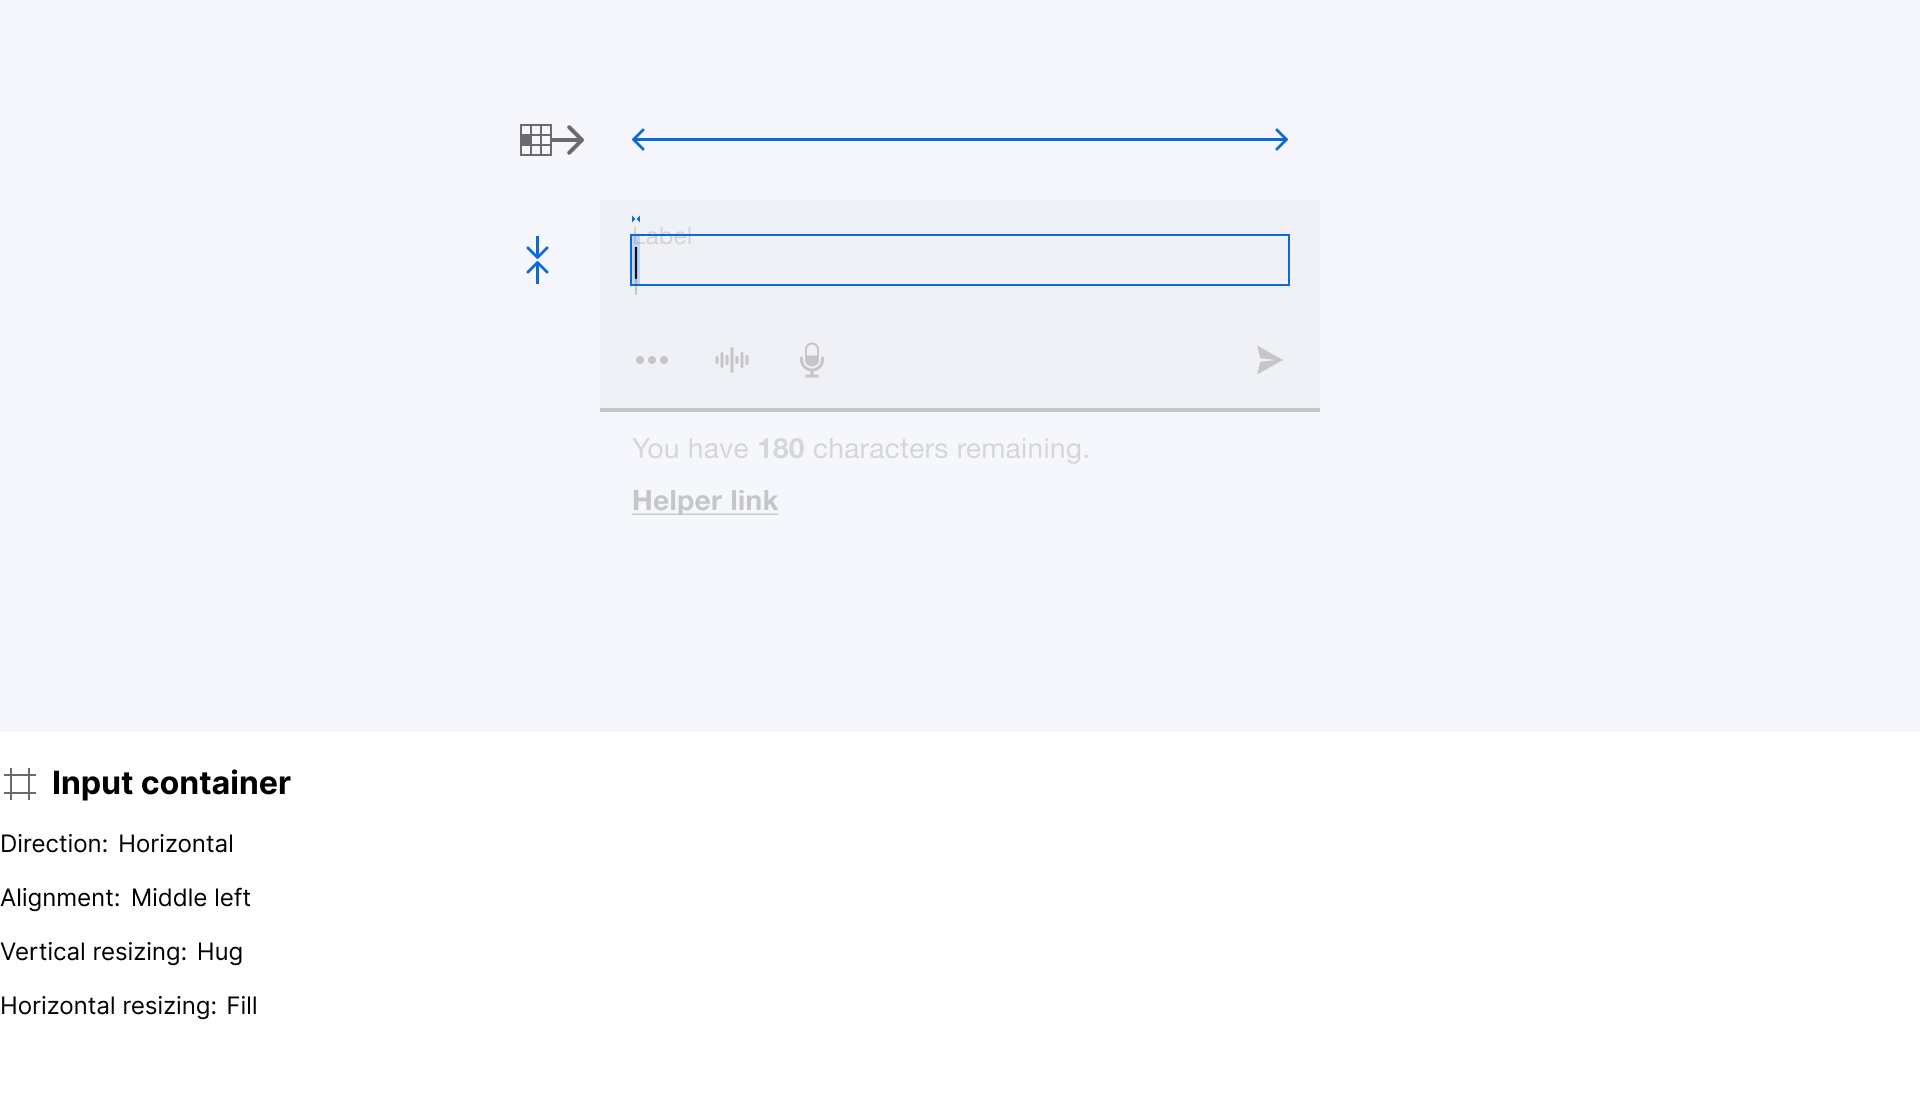 Label
You have 180 characters remaining.
Helper link
Input container
Direction: Horizontal
Alignment: Middle left
Vertical resizing: Hug
Horizontal resizing: Fill